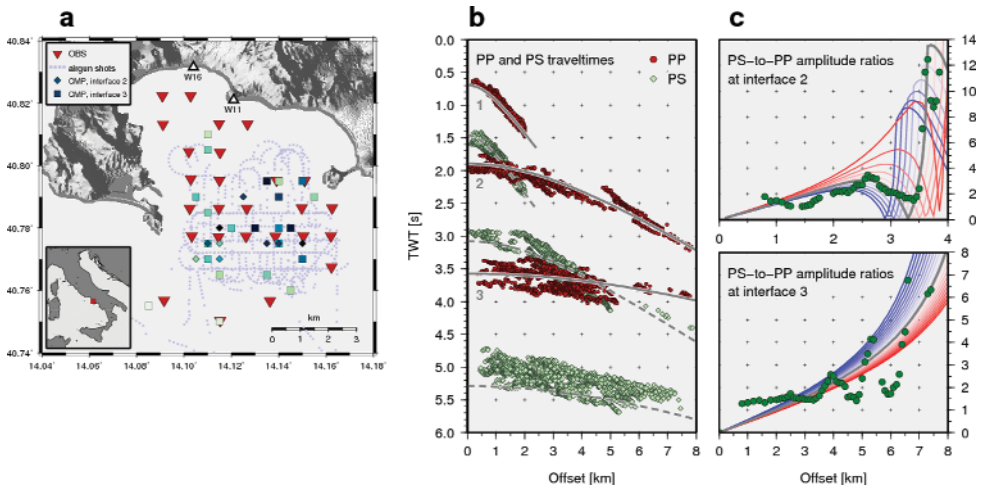 a
40.84°
40.82°
40.80°
40.78°
40.76°
40.74°
14.04°
14.06°
14.08°
14.10°
14.12°
14.14°
14.16°
14.18°
OBS
airgun shots
CMP, interface 2
CMP, interface 3
W16
W11
km
0 1 2 3
b
PP and PS traveltimes
PP
PS
1
2
3
TWT [s]
0.0
0.5
1.0
1.5
2.0
2.5
3.0
3.5
4.0
4.5
5.0
5.5
6.0
0 1 2 3 4 5 6 7 8
Offset [km]
c
PS-to-PP amplitude ratios
at interface 2
14
12
10
8
6
4
2
0
0 1 2 3 4
PS-to-PP amplitude ratios
at interface 3
8
7
6
5
4
3
2
1
0
0 1 2 3 4 5 6 7 8
Offset [km]